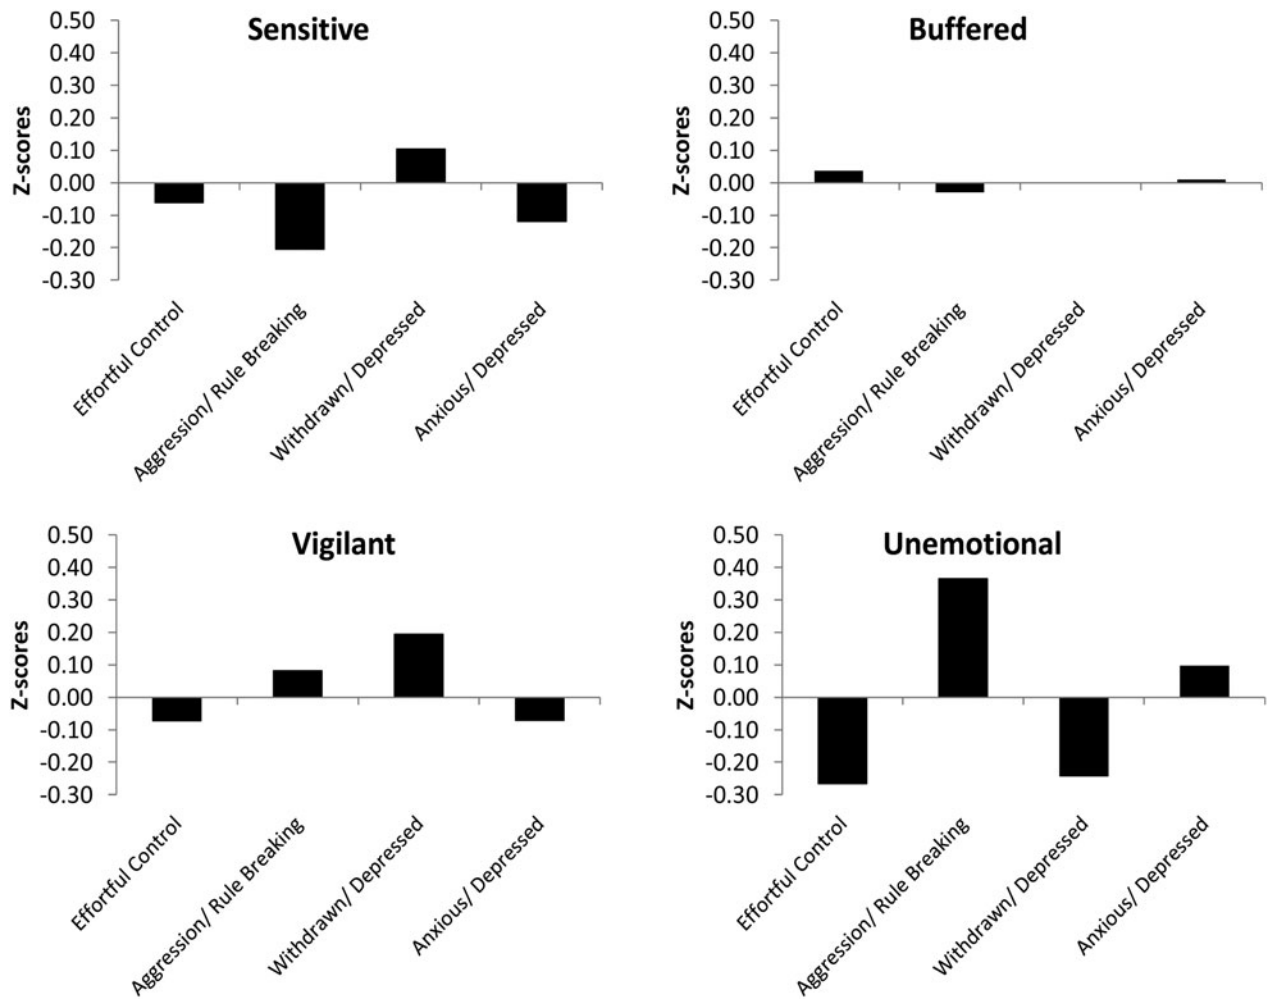 Sensitive
Z-scores
0.50
0.40
0.30
0.20
0.10
0.00
-0.10
-0.20
-0.30
Effortful Control
Aggression/ Rule Breaking
Withdrawn/ Depressed
Anxious/ Depressed
Buffered
Z-scores
0.50
0.40
0.30
0.20
0.10
0.00
-0.10
-0.20
-0.30
Effortful Control
Aggression/ Rule Breaking
Withdrawn/ Depressed
Anxious/ Depressed
Vigilant
Z-scores
0.50
0.40
0.30
0.20
0.10
0.00
-0.10
-0.20
-0.30
Effortful Control
Aggression/ Rule Breaking
Withdrawn/ Depressed
Anxious/ Depressed
Unemotional
Z-scores
0.50
0.40
0.30
0.20
0.10
0.00
-0.10
-0.20
-0.30
Effortful Control
Aggression/ Rule Breaking
Withdrawn/ Depressed
Anxious/ Depressed